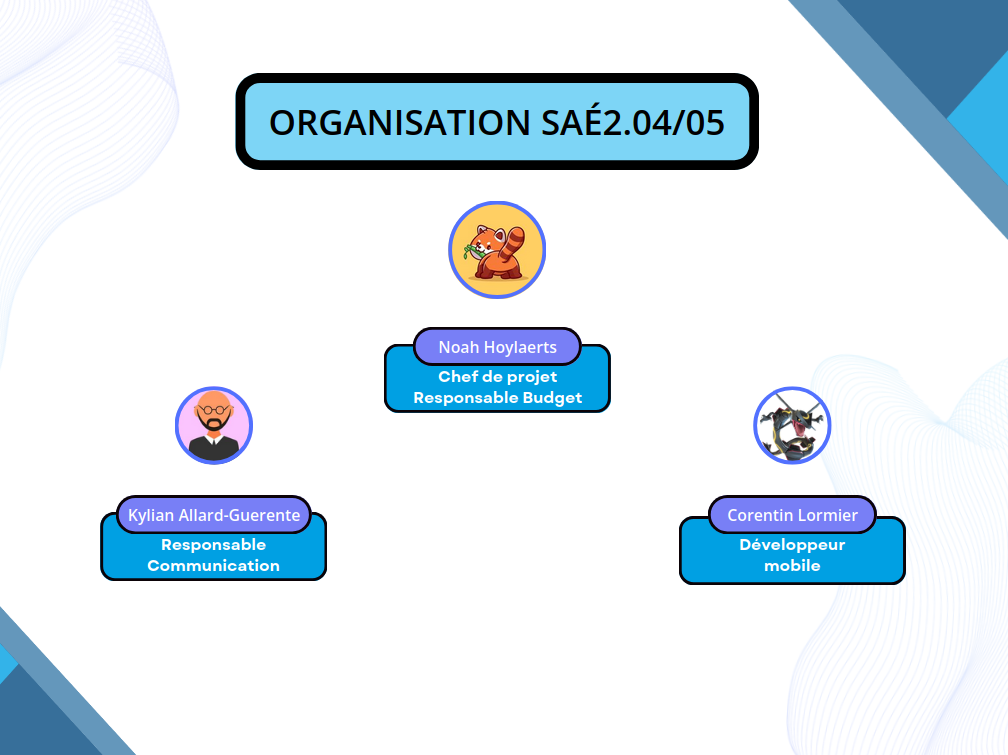 ORGANISATION SAÉ2.04/05
Noah Hoylaerts
Chef de projet
Responsable Budget
Kylian Allard-Guerente
Responsable
Communication
Corentin Lormier
Développeur
mobile